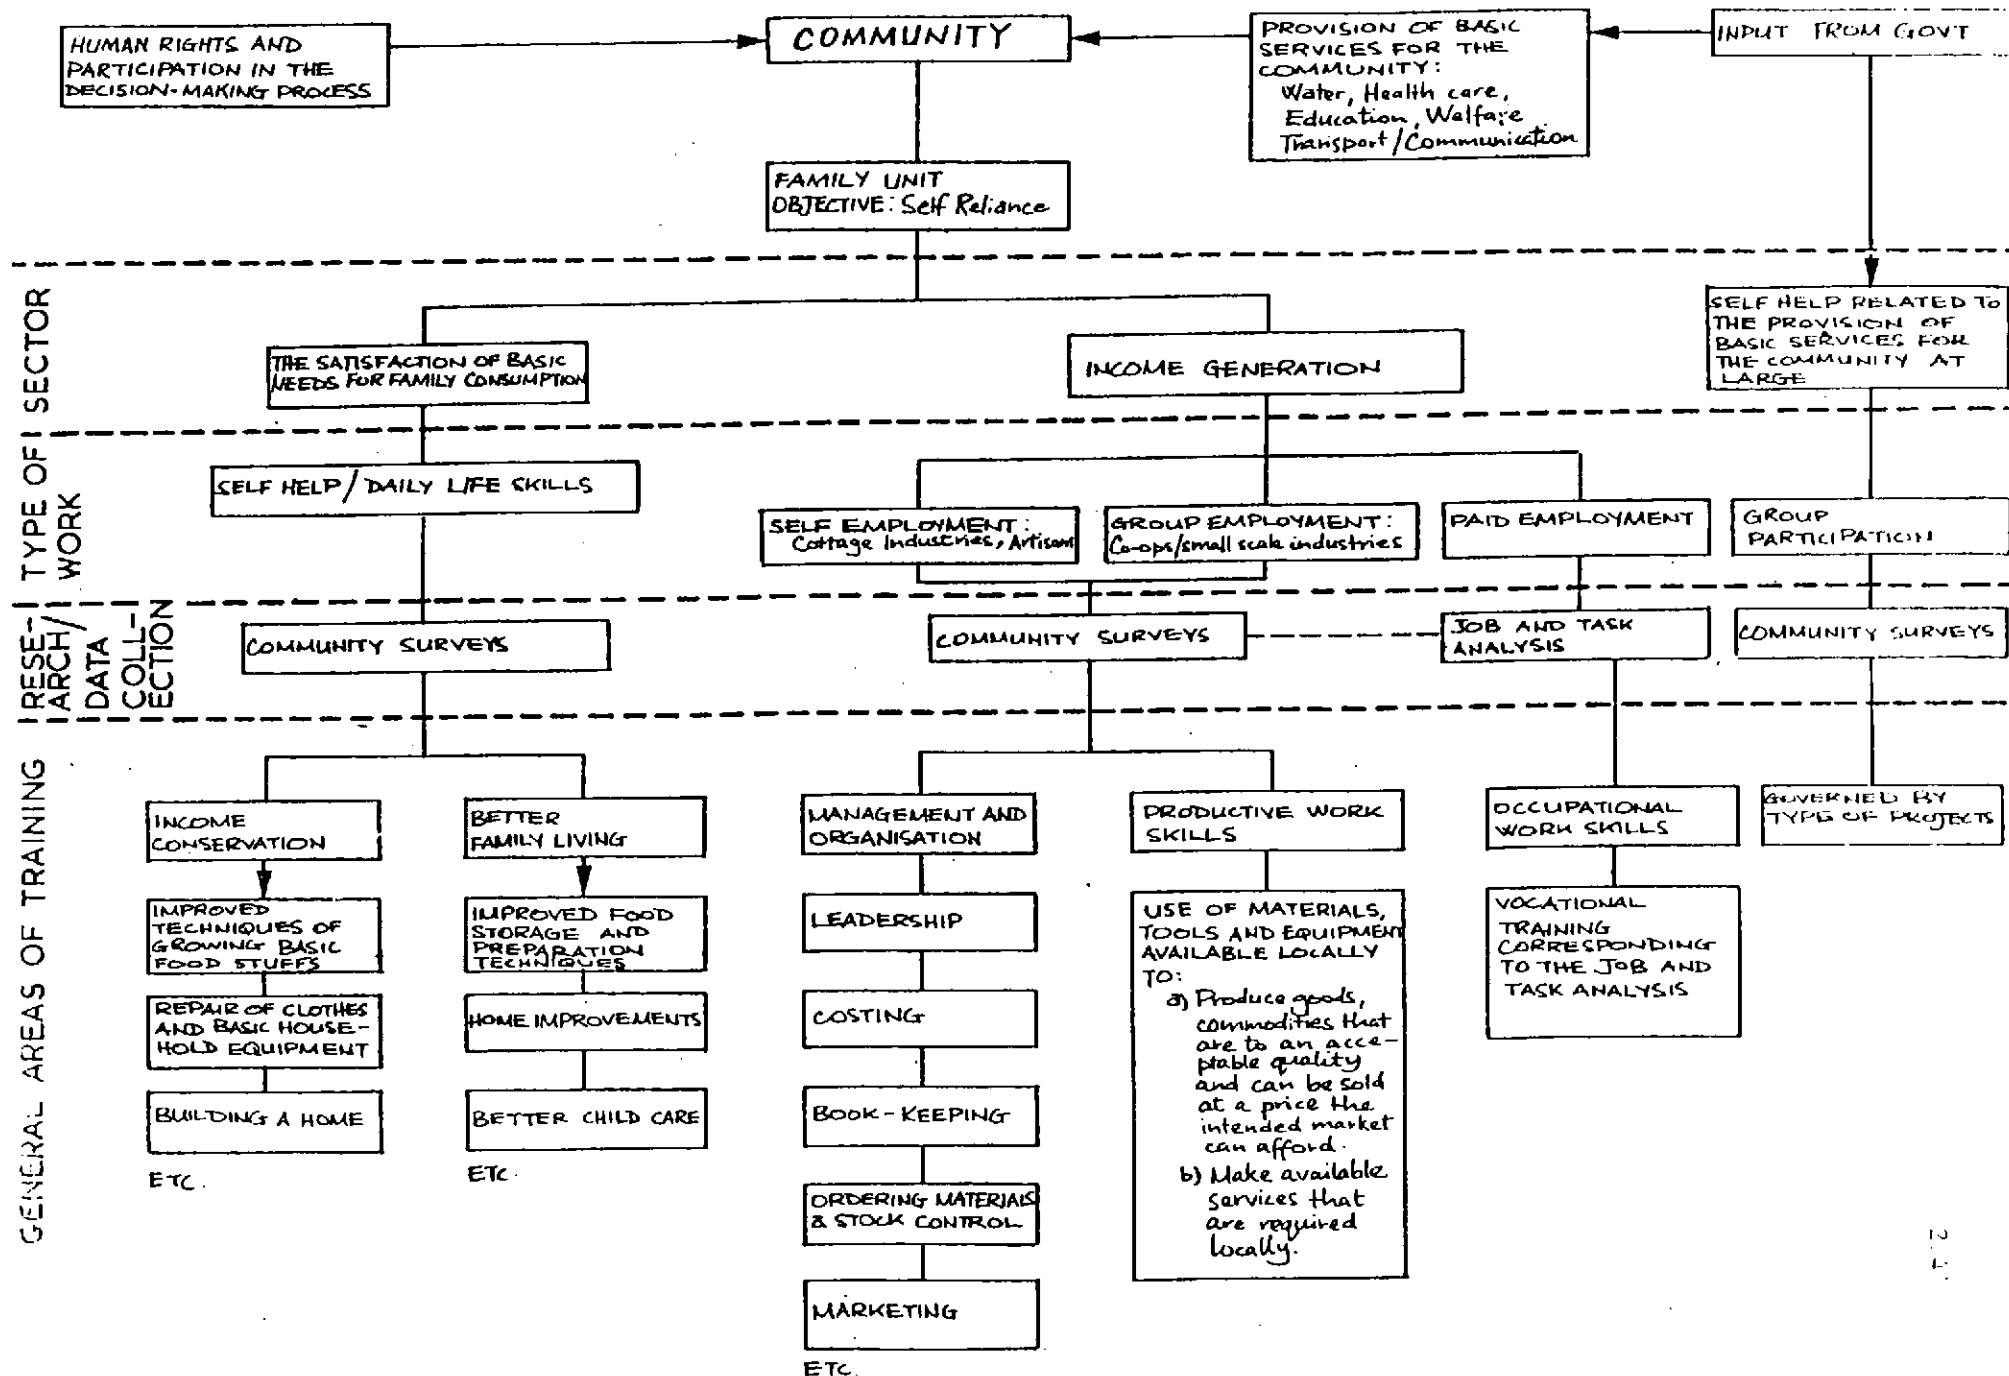 HUMAN RIGHTS AND
PARTICIPATION IN THE
DECISION-MAKING PROCESS
COMMUNITY
PROVISION OF BASIC
SERVICES FOR THE
COMMUNITY:
Water, Health care,
Education, Welfare
Transport/Communication
INPUT FROM GOVT
FAMILY UNIT
OBJECTIVE: Self Reliance
SECTOR
THE SATISFACTION OF BASIC
NEEDS FOR FAMILY CONSUMPTION
INCOME GENERATION
SELF HELP RELATED TO
THE PROVISION OF
BASIC SERVICES FOR
THE COMMUNITY AT
LARGE
TYPE OF
WORK
SELF HELP/DAILY LIFE SKILLS
SELF EMPLOYMENT:
Cottage Industries, Artisans
GROUP EMPLOYMENT:
Co-ops/small scale industries
PAID EMPLOYMENT
GROUP
PARTICIPATION
RESE-
ARCH/
DATA
COLL-
ECTION
COMMUNITY SURVEYS
COMMUNITY SURVEYS
JOB AND TASK
ANALYSIS
COMMUNITY SURVEYS
GENERAL AREAS OF TRAINING
INCOME
CONSERVATION
IMPROVED
TECHNIQUES OF
GROWING BASIC
FOOD STUFFS
REPAIR OF CLOTHES
AND BASIC HOUSE-
HOLD EQUIPMENT
BUILDING A HOME
ETC.
BETTER
FAMILY LIVING
IMPROVED FOOD
STORAGE AND
PREPARATION
TECHNIQUES
HOME IMPROVEMENTS
BETTER CHILD CARE
ETC.
MANAGEMENT AND
ORGANISATION
LEADERSHIP
COSTING
BOOK-KEEPING
ORDERING MATERIALS
& STOCK CONTROL
MARKETING
ETC.
PRODUCTIVE WORK
SKILLS
USE OF MATERIALS,
TOOLS AND EQUIPMENT
AVAILABLE LOCALLY
TO:
a) Produce goods,
commodities that
are to an acce-
ptable quality
and can be sold
at a price the
intended market
can afford.
b) Make available
services that
are required
locally.
OCCUPATIONAL
WORK SKILLS
VOCATIONAL
TRAINING
CORRESPONDING
TO THE JOB AND
TASK ANALYSIS
GOVERNED BY
TYPE OF PROJECTS